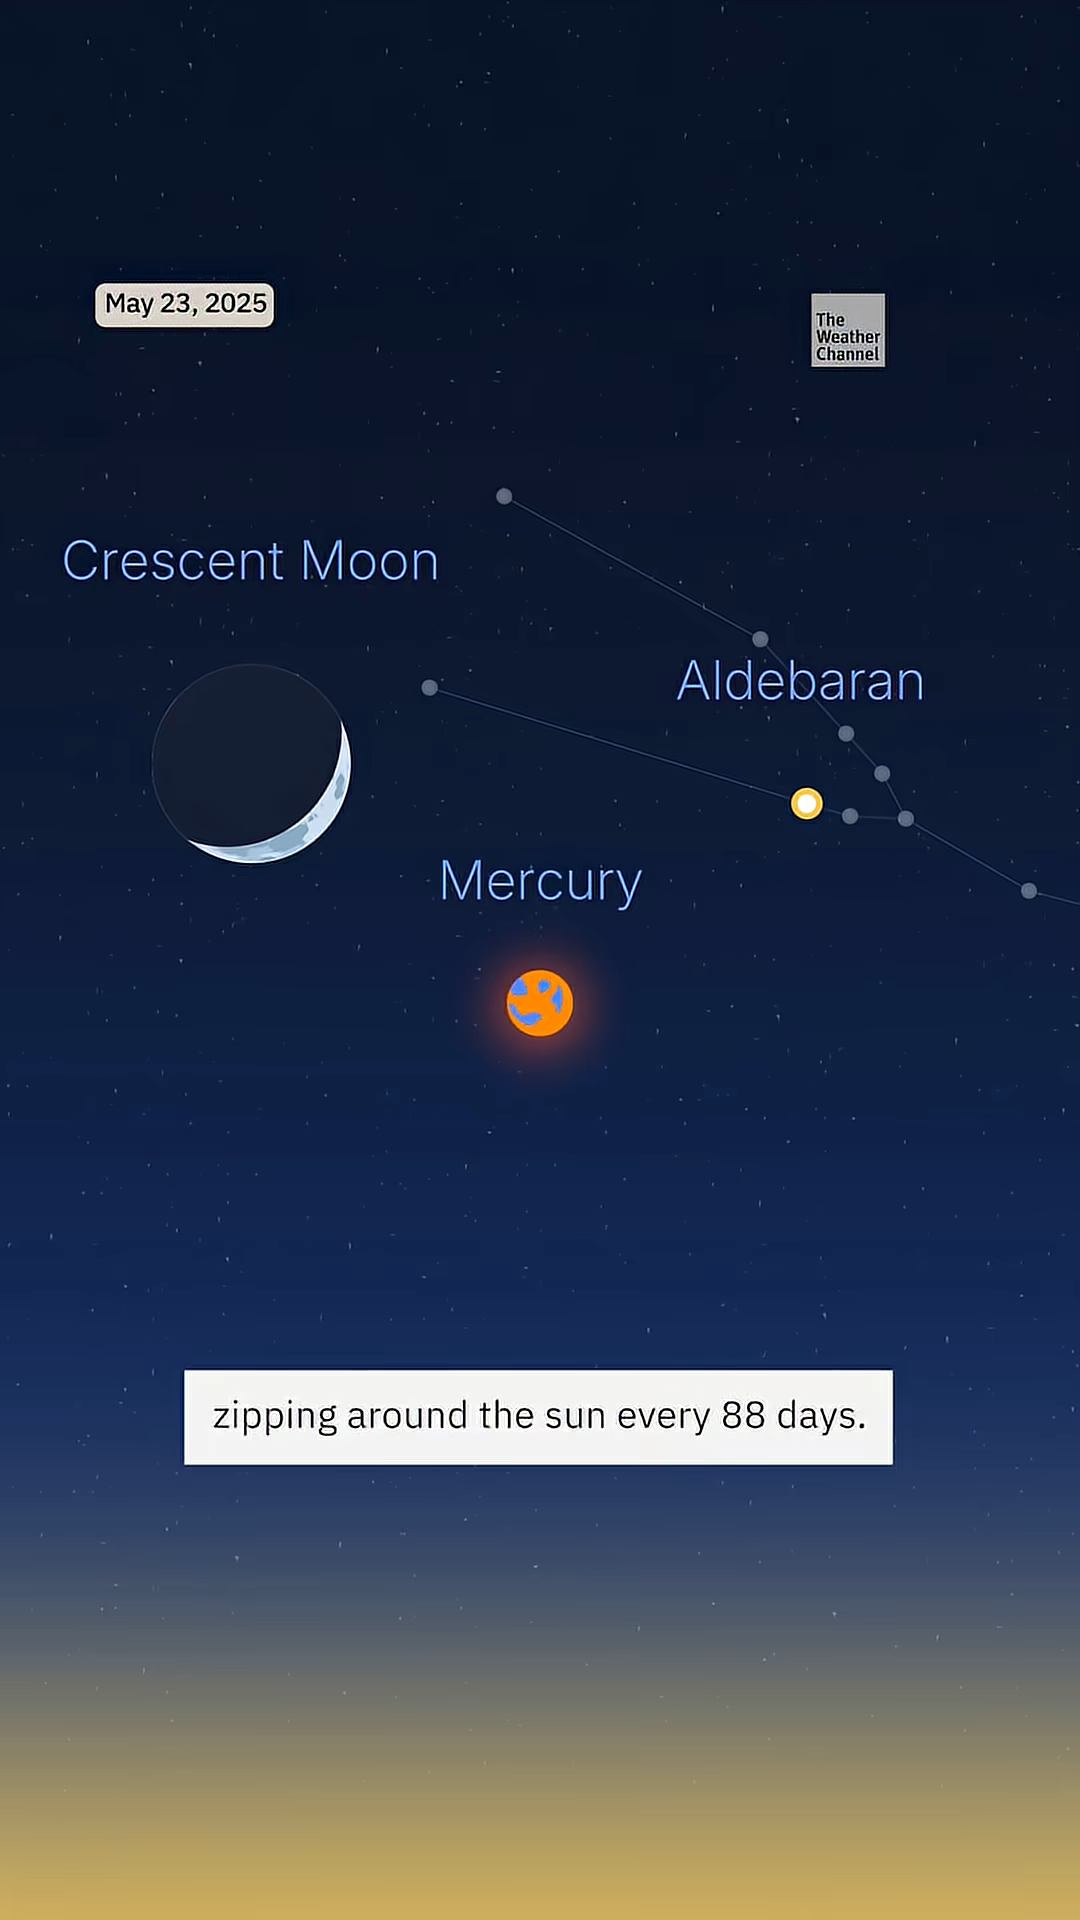 May 23, 2025
The
Weather
Channel
Crescent Moon
Aldebaran
Mercury
zipping around the sun every 88 days.